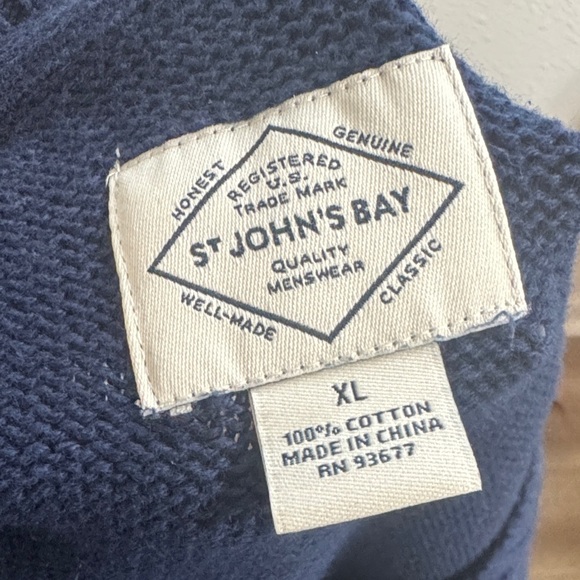 HONEST
GENUINE
REGISTERED
U.S.
TRADE MARK
ST JOHN'S BAY
QUALITY
MENSWEAR
WELL-MADE
CLASSIC
XL
100% COTTON
MADE IN CHINA
RN 93677